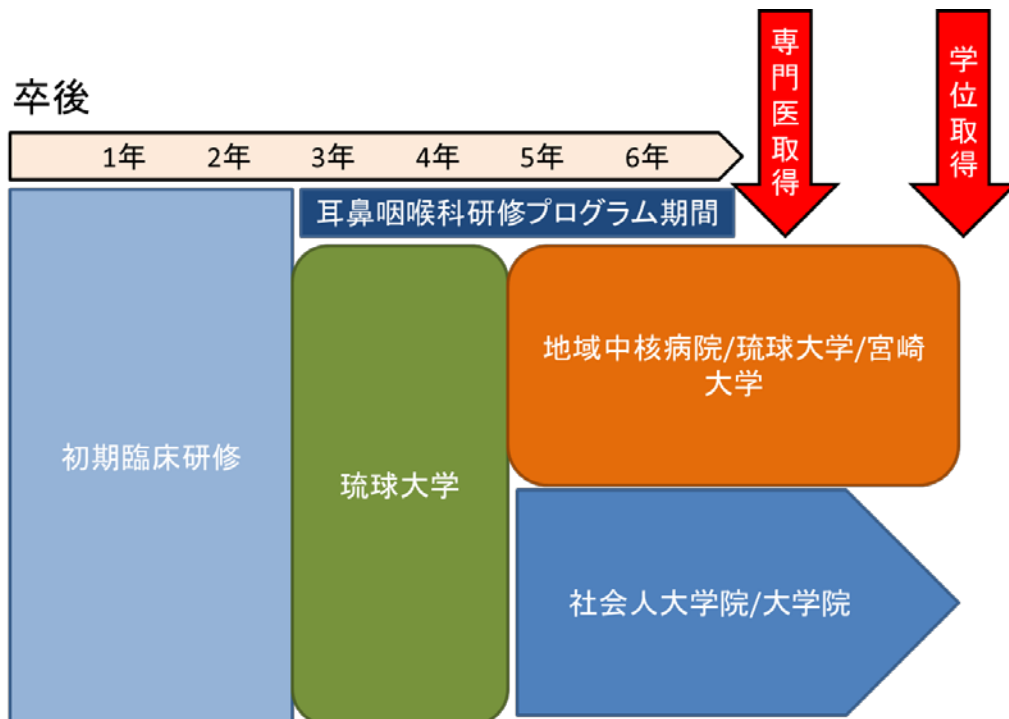 専門医取得
学位取得
卒後
1年 2年 3年 4年 5年 6年
耳鼻咽喉科研修プログラム期間
地域中核病院/琉球大学/宮崎
大学
初期臨床研修
琉球大学
社会人大学院/大学院